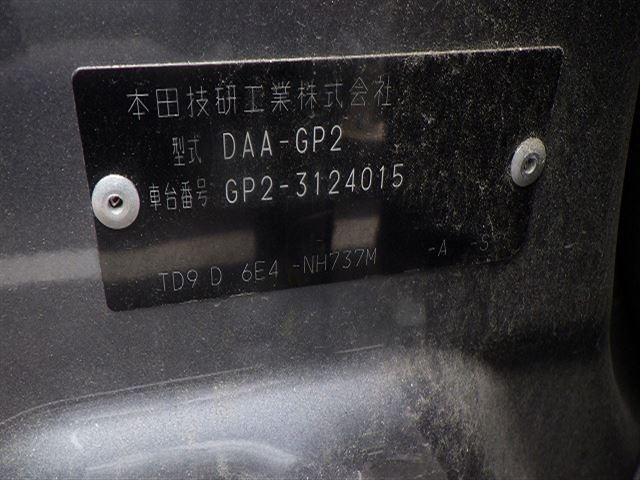 本田技研工業株式会社
型式 DAA-GP2
車台番号 GP2-3124015
TD9 D 6E4 -NH737M -A -S